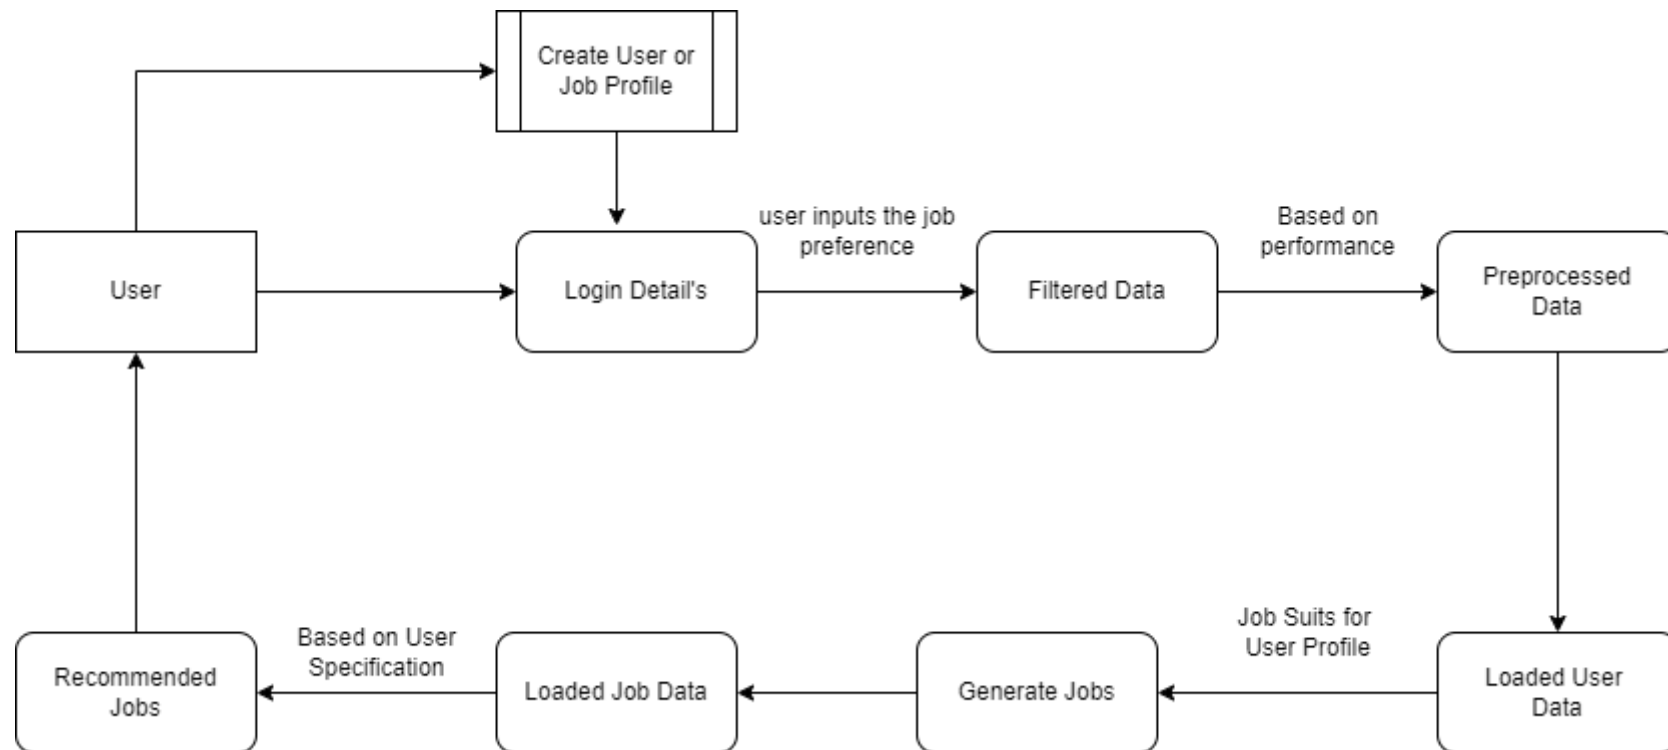 Create User or
Job Profile
user inputs the job
preference
Based on
performance
User
Login Detail's
Filtered Data
Preprocessed
Data
Job Suits for
User Profile
Based on User
Specification
Recommended
Jobs
Loaded Job Data
Generate Jobs
Loaded User
Data